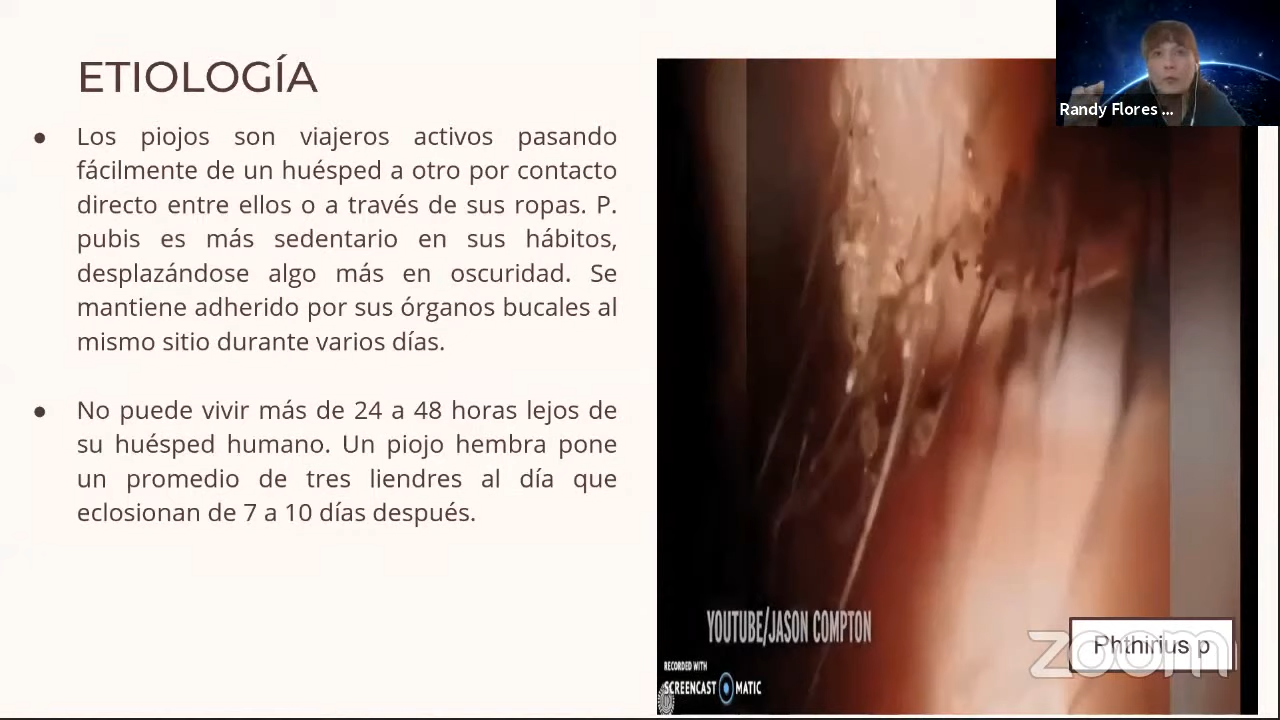 ETIOLOGÍA
● Los piojos son viajeros activos pasando
fácilmente de un huésped a otro por contacto
directo entre ellos o a través de sus ropas. P.
pubis es más sedentario en sus hábitos,
desplazándose algo más en oscuridad. Se
mantiene adherido por sus órganos bucales al
mismo sitio durante varios días.
● No puede vivir más de 24 a 48 horas lejos de
su huésped humano. Un piojo hembra pone
un promedio de tres liendres al día que
eclosionan de 7 a 10 días después.
Randy Flores ...
YOUTUBE/JASON COMPTON
RECORDED WITH
SCREENCAST MATIC
Phthirius p
zoom